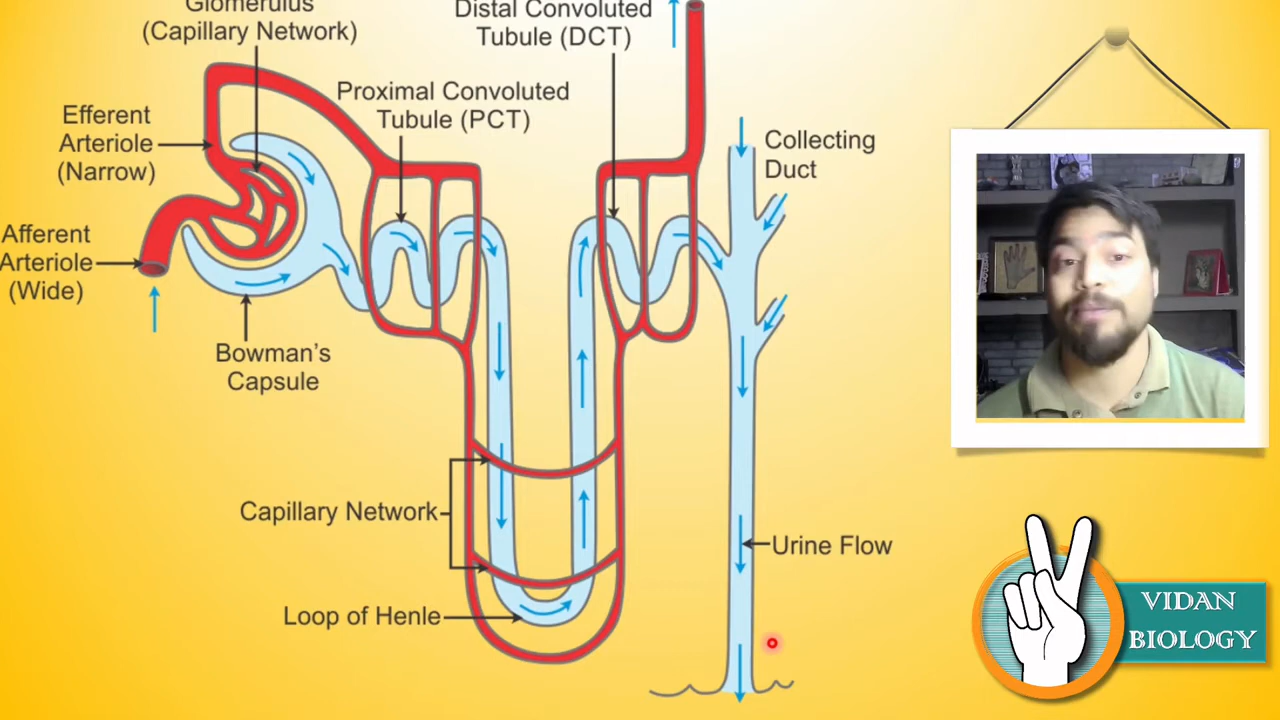 Glomerulus
(Capillary Network)
Distal Convoluted
Tubule (DCT)
Proximal Convoluted
Tubule (PCT)
Efferent
Arteriole
(Narrow)
Collecting
Duct
Afferent
Arteriole
(Wide)
Bowman's
Capsule
Capillary Network
Urine Flow
Loop of Henle
VIDAN
BIOLOGY